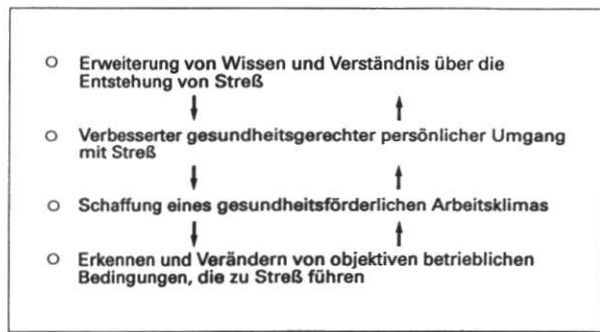 ○ Erweiterung von Wissen und Verständnis über die
Entstehung von Streß
○ Verbesserter gesundheitsgerechter persönlicher Umgang
mit Streß
○ Schaffung eines gesundheitsförderlichen Arbeitsklimas
○ Erkennen und Verändern von objektiven betrieblichen
Bedingungen, die zu Streß führen